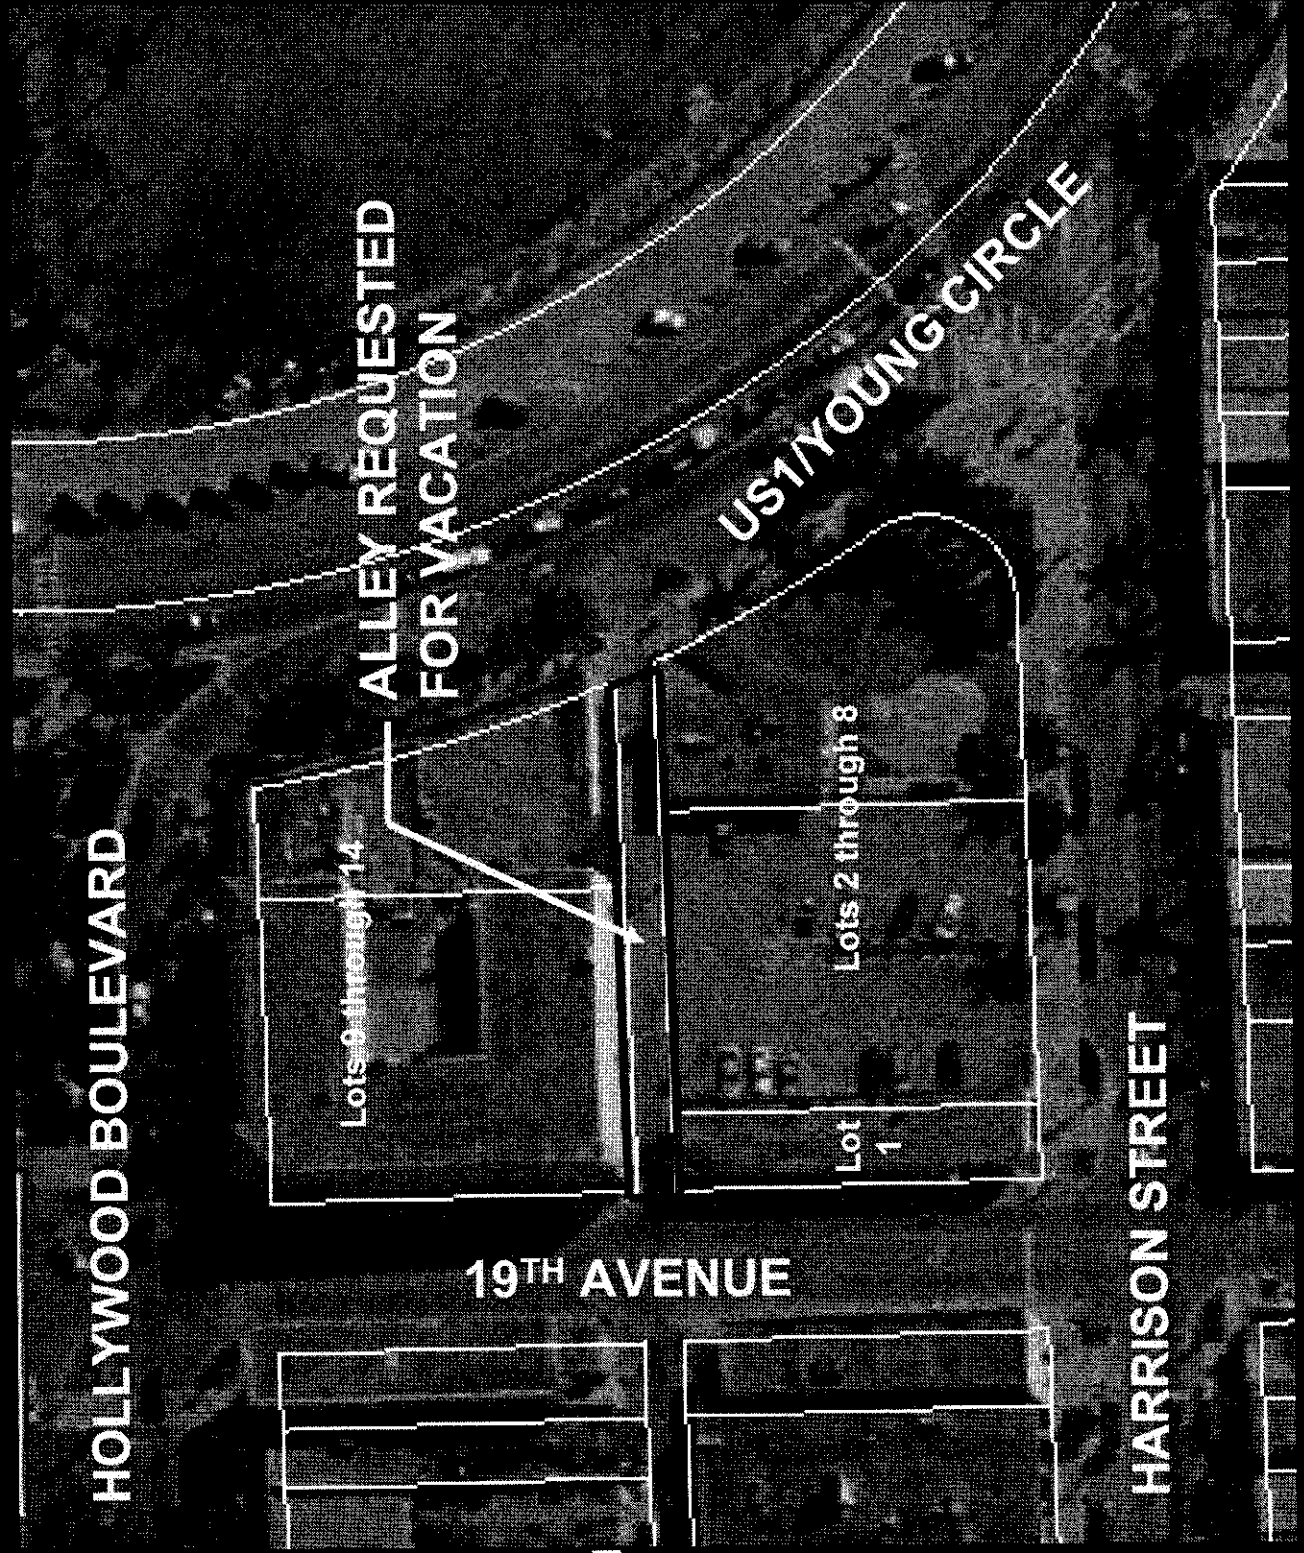 ALLEY REQUESTED
FOR VACATION
US1/YOUNG CIRCLE
HOLLYWOOD BOULEVARD
Lots 9 through 14
Lots 2 through 8
Lot
1
19TH AVENUE
HARRISON STREET